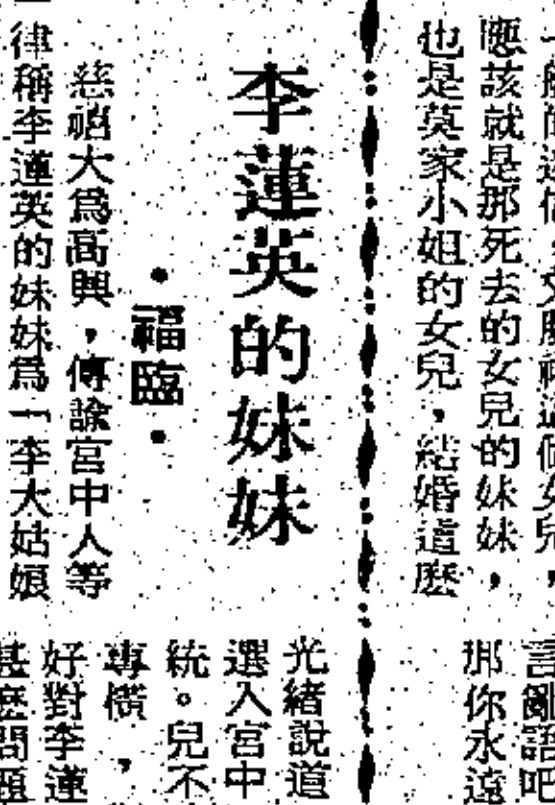 應該就是那死去的女兒的妹妹，
也是莫家小姐的女兒，結婚這麼
言亂語吧
那你永遠
李蓮英的妹妹
·福臨·
慈禧大爲高興，傳諭宮中人等
一律稱李蓮英的妹妹爲「李大姑娘
光緒說道
選入宮中
統。兒不
專橫，
好對李蓮
甚麼問題